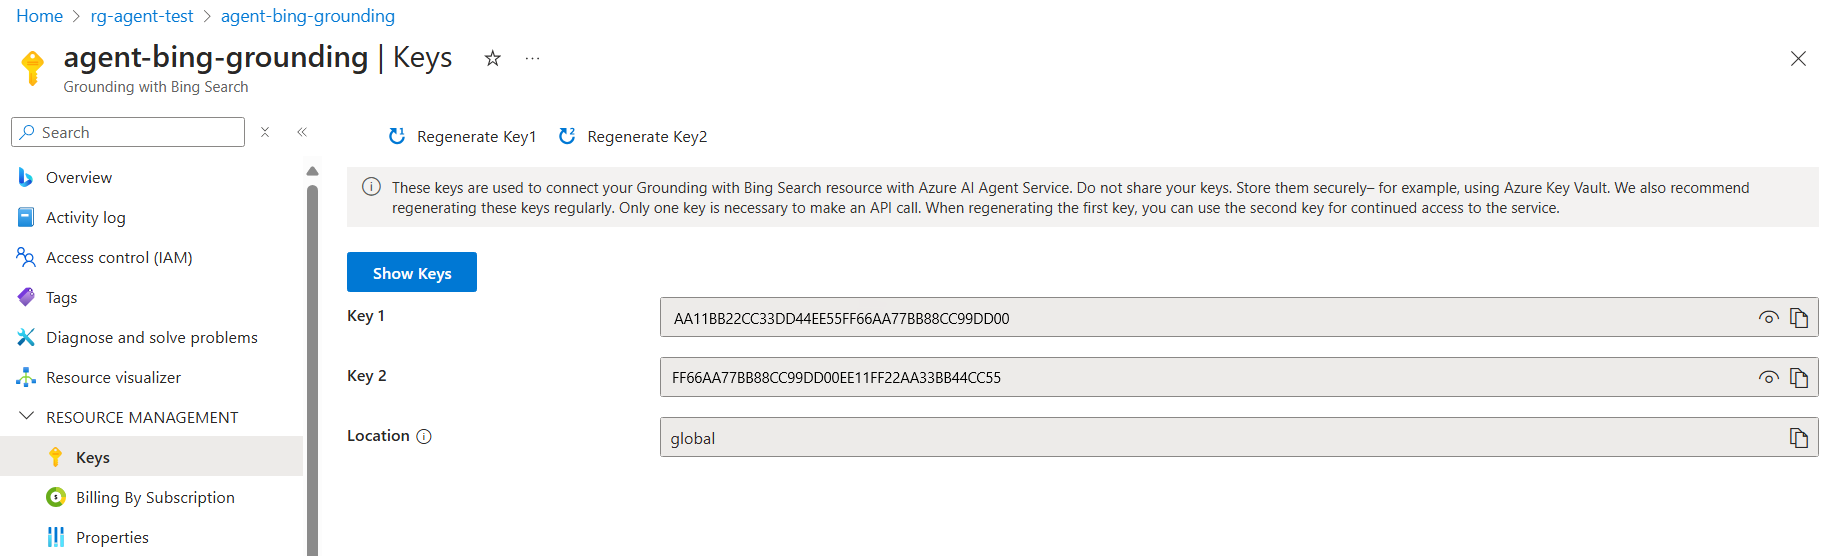 Home > rg-agent-test > agent-bing-grounding
agent-bing-grounding | Keys
Grounding with Bing Search
Search
Overview
Activity log
Access control (IAM)
Tags
Diagnose and solve problems
Resource visualizer
RESOURCE MANAGEMENT
Keys
Billing By Subscription
Properties
Regenerate Key1
Regenerate Key2
These keys are used to connect your Grounding with Bing Search resource with Azure AI Agent Service. Do not share your keys. Store them securely– for example, using Azure Key Vault. We also recommend
regenerating these keys regularly. Only one key is necessary to make an API call. When regenerating the first key, you can use the second key for continued access to the service.
Show Keys
Key 1
AA11BB22CC33DD44EE55FF66AA77BB88CC99DD00
Key 2
FF66AA77BB88CC99DD00EE11FF22AA33BB44CC55
Location
global